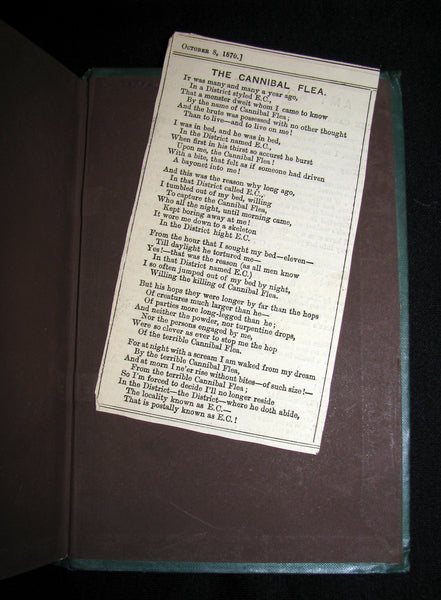 OCTOBER 8, 1870.]
THE CANNIBAL FLEA.
IT was many and many a year ago,
In a District styled E.C.,
That a monster dwelt whom I came to know
By the name of Cannibal Flea;
And the brute was possessed with no other thought
Than to live—and to live on me!
I was in bed, and he was in bed,
In the District named E.C.,
When first in his thirst so accurst he burst
Upon me, the Cannibal Flea!
With a bite, that felt as if someone had driven
A bayonet into me!
And this was the reason why long ago,
In that District called E.C.,
I tumbled out of my bed, willing
To capture the Cannibal Flea,
Who all the night, until morning came,
Kept boring away at me!
It wore me down to a skeleton
In the District hight E.C.
From the hour that I sought my bed—eleven—
Till daylight he tortured me—
Yes!—that was the reason (as all men know
In that District named E.C.)
I so often jumped out of my bed by night,
Willing the killing of Cannibal Flea.
But his hops they were longer by far than the hops
Of creatures much larger than he—
Of parties more long-legged than he;
And neither the powder, nor turpentine drops,
Nor the persons engaged by me,
Were so clever as ever to stop me the hop
Of the terrible Cannibal Flea.
For at night with a scream I am waked from my dream
By the terrible Cannibal Flea,
And at morn I ne'er rise without bites—of such size!—
From the terrible Cannibal Flea;
So I'm forced to decide I'll no longer reside
In the District—the District—where he doth abide,
The locality known as E.C.—
That is postally known as E.C.!